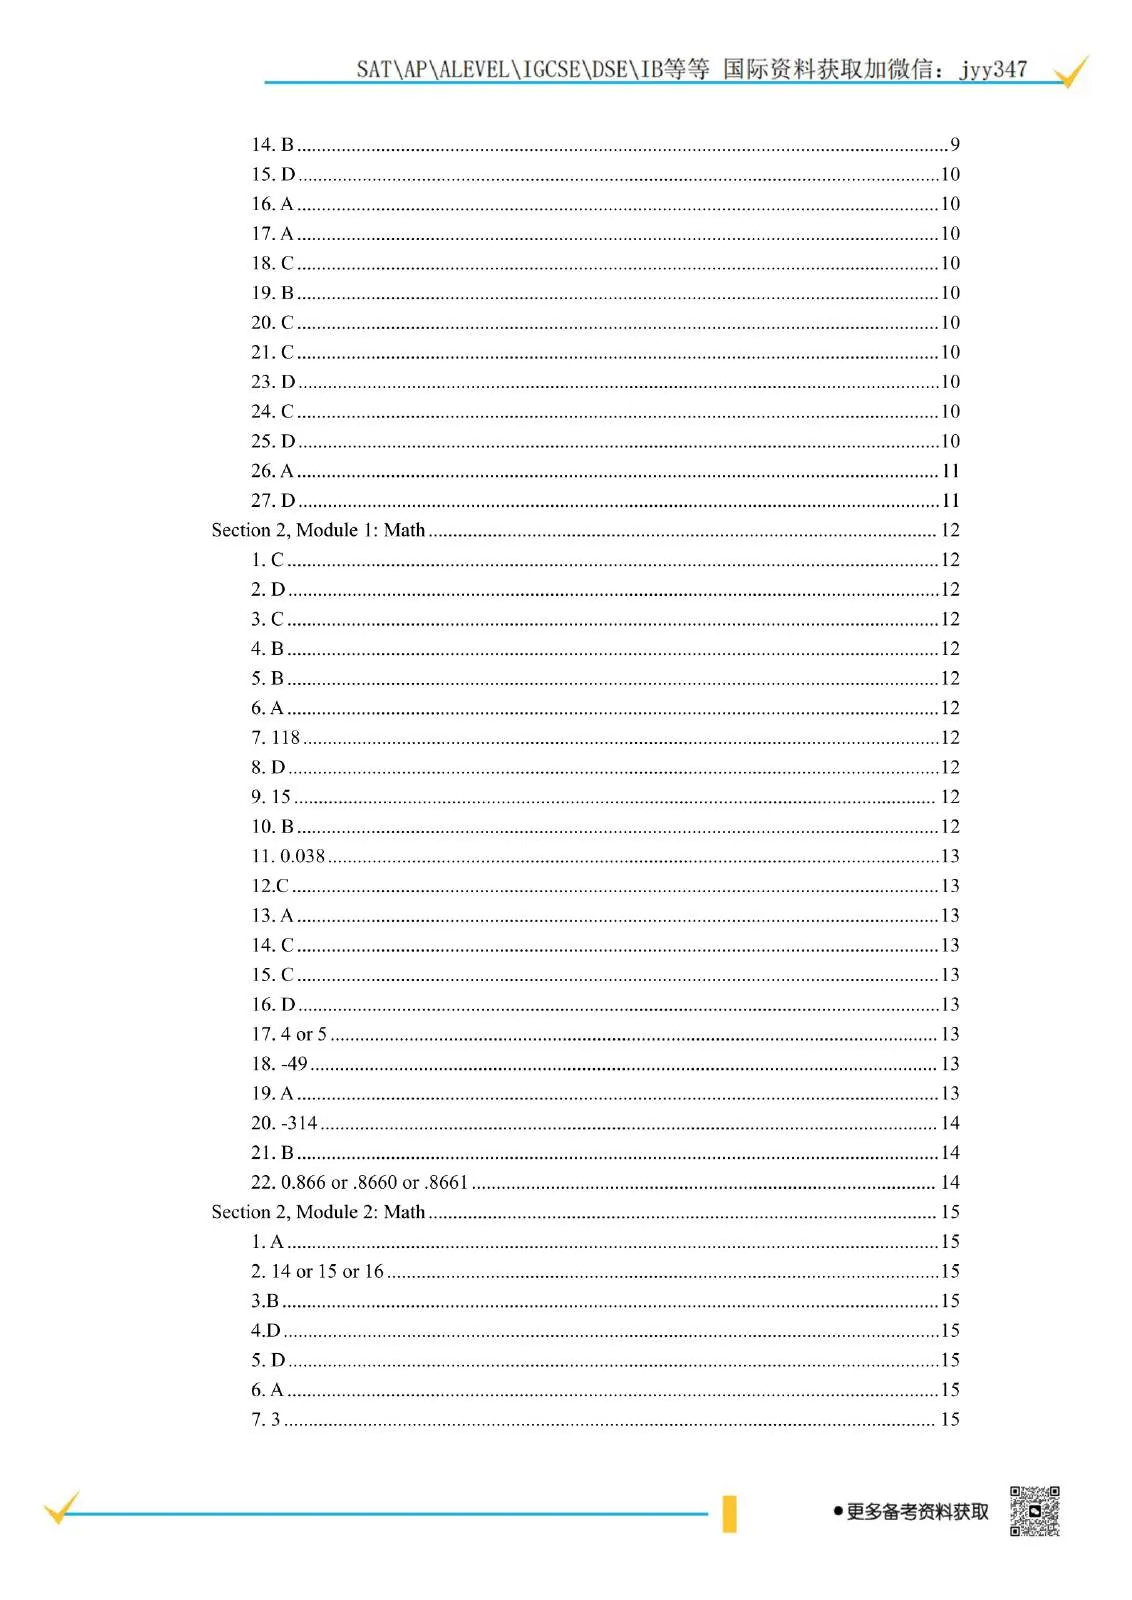 SAT\AP\ALEVEL\IGCSE\DSE\IB等等 国际资料获取加微信：jyy347
14. B 9
15. D 10
16. A 10
17. A 10
18. C 10
19. B 10
20. C 10
21. C 10
23. D 10
24. C 10
25. D 10
26. A 11
27. D 11
Section 2, Module 1: Math 12
1. C 12
2. D 12
3. C 12
4. B 12
5. B 12
6. A 12
7. 118 12
8. D 12
9. 15 12
10. B 12
11. 0.038 13
12.C 13
13. A 13
14. C 13
15. C 13
16. D 13
17. 4 or 5 13
18. -49 13
19. A 13
20. -314 14
21. B 14
22. 0.866 or .8660 or .8661 14
Section 2, Module 2: Math 15
1. A 15
2. 14 or 15 or 16 15
3.B 15
4.D 15
5. D 15
6. A 15
7. 3 15
●更多备考资料获取